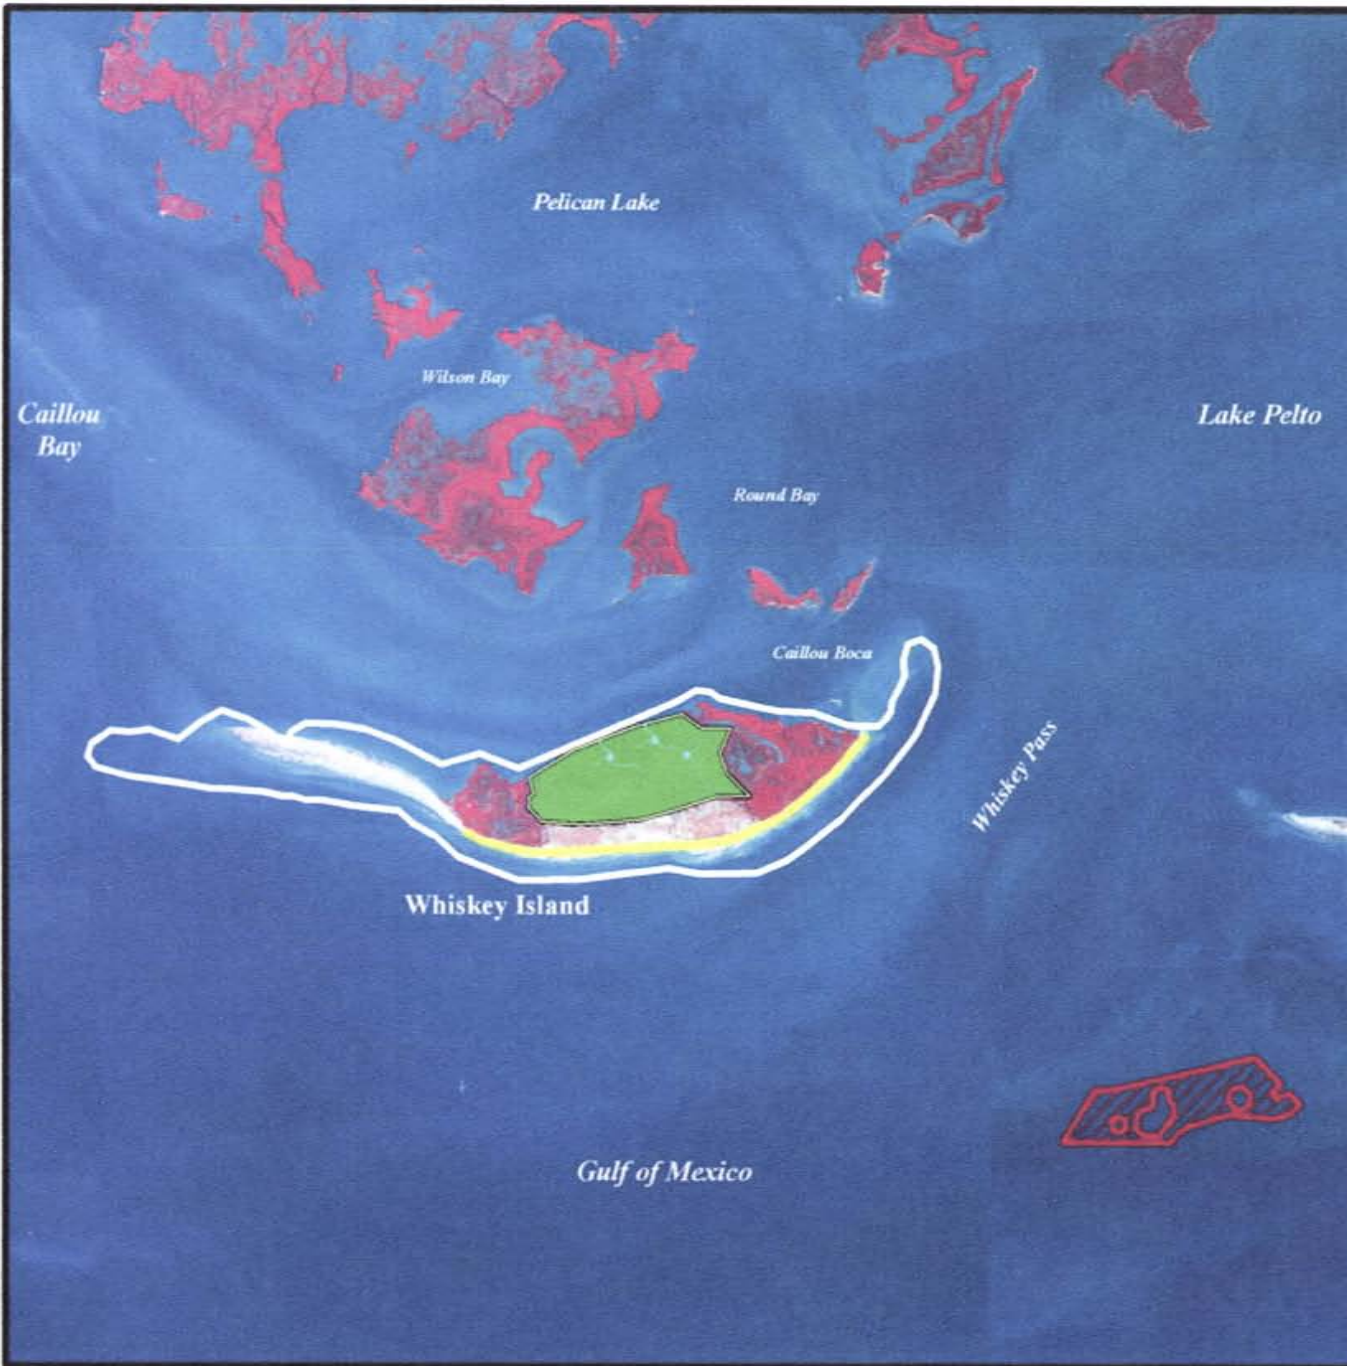 Pelican Lake
Wilson Bay
Caillou
Bay
Lake Pelto
Round Bay
Caillou Boca
Whiskey Pass
Whiskey Island
Gulf of Mexico